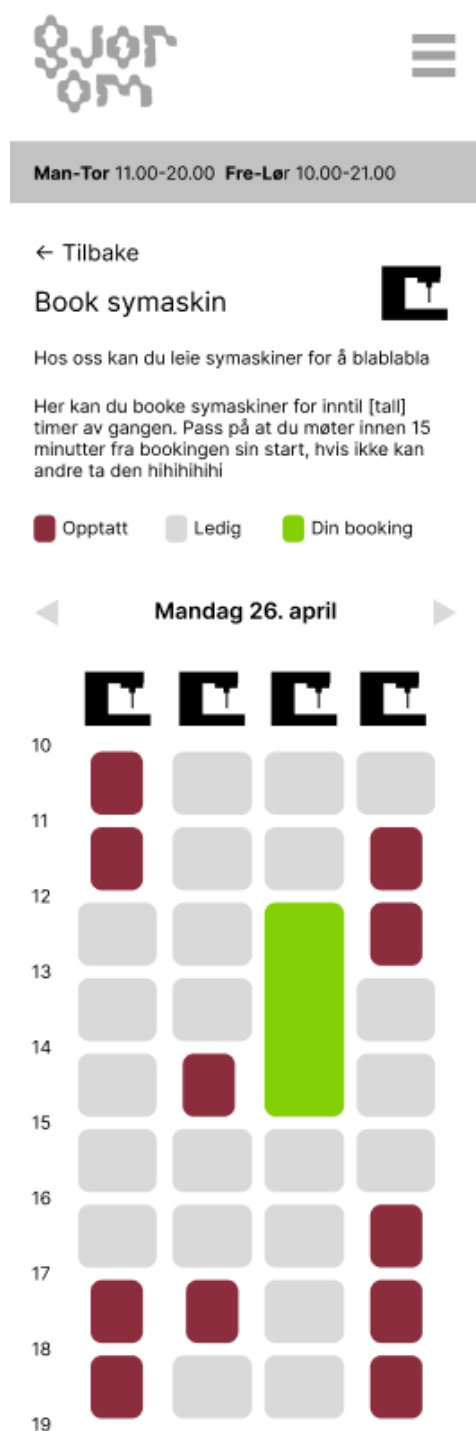 gjør
om
Man-Tor 11.00-20.00 Fre-Lør 10.00-21.00
← Tilbake
Book symaskin
Hos oss kan du leie symaskiner for å blablabla
Her kan du booke symaskiner for inntil [tall]
timer av gangen. Pass på at du møter innen 15
minutter fra bookingen sin start, hvis ikke kan
andre ta den hihihihihi
Opptatt Ledig Din booking
Mandag 26. april
10
11
12
13
14
15
16
17
18
19